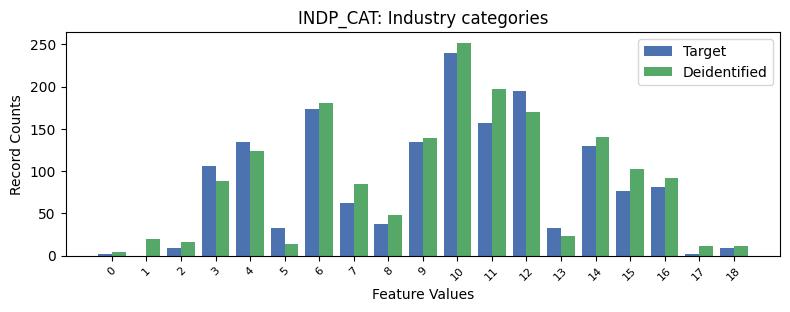 INDP_CAT: Industry categories
Record Counts
250
200
150
100
50
0
Target
Deidentified
0 1 2 3 4 5 6 7 8 9 10 11 12 13 14 15 16 17 18
Feature Values